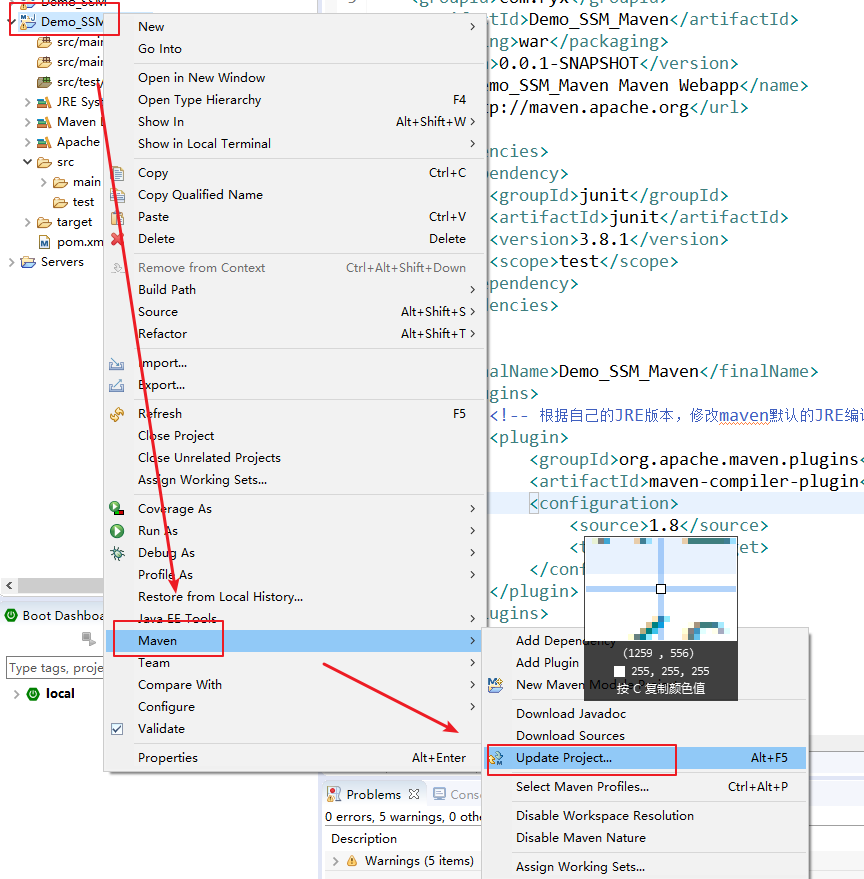 Demo_SSM
Demo_SSM
src/main
src/main
src/test/
JRE Syst
Maven
Apache
src
main
test
target
pom.xm
Servers
Boot Dashboa
Type tags, proje
local
New
Go Into
Open in New Window
Open Type Hierarchy F4
Show In Alt+Shift+W >
Show in Local Terminal
Copy Ctrl+C
Copy Qualified Name
Paste Ctrl+V
Delete Delete
Remove from Context Ctrl+Alt+Shift+Down
Build Path
Source Alt+Shift+S >
Refactor Alt+Shift+T >
Import...
Export...
Refresh F5
Close Project
Close Unrelated Projects
Assign Working Sets...
Coverage As
Run As
Debug As
Profile As
Restore from Local History...
Java EE Tools
Maven
Team
Compare With
Configure
Validate
Properties Alt+Enter
<groupId>com.ryx</groupId>
tId>Demo_SSM_Maven</artifactId>
ing>war</packaging>
>0.0.1-SNAPSHOT</version>
emo_SSM_Maven Maven Webapp</name>
tp://maven.apache.org</url>
ncies>
endency>
<groupId>junit</groupId>
<artifactId>junit</artifactId>
<version>3.8.1</version>
<scope>test</scope>
pendency>
encies>
alName>Demo_SSM_Maven</finalName>
gins>
<!-- 根据自己的JRE版本，修改maven默认的JRE编译
<plugin>
<groupId>org.apache.maven.plugins<
<artifactId>maven-compiler-plugin<
<configuration>
<source>1.8</source>
<t
et>
</conf
</plugin>
ugins>
(1259 , 556)
255, 255, 255
按 C 复制颜色值
Add Dependency
Add Plugin
New Maven Module Project
Download Javadoc
Download Sources
Update Project... Alt+F5
Select Maven Profiles... Ctrl+Alt+P
Disable Workspace Resolution
Disable Maven Nature
Assign Working Sets...
Problems
Cons
0 errors, 5 warnings, 0 othe
Description
Warnings (5 items)